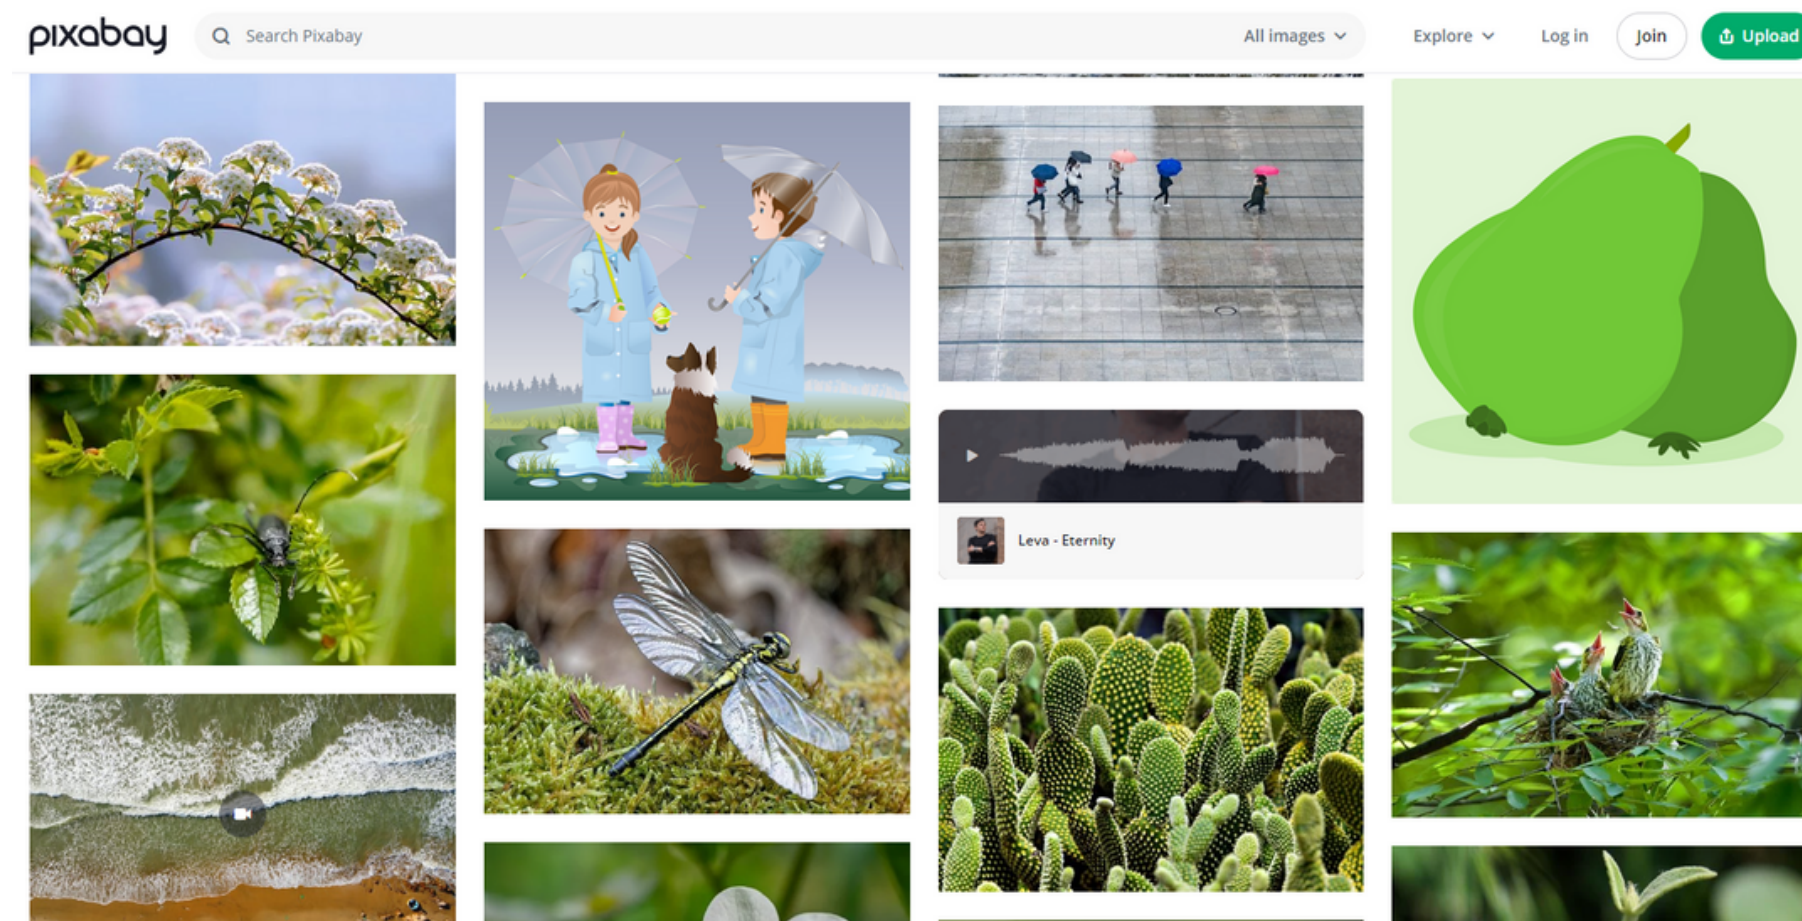 pixabay
Search Pixabay
All images
Explore
Log in
Join
Upload
Leva - Eternity